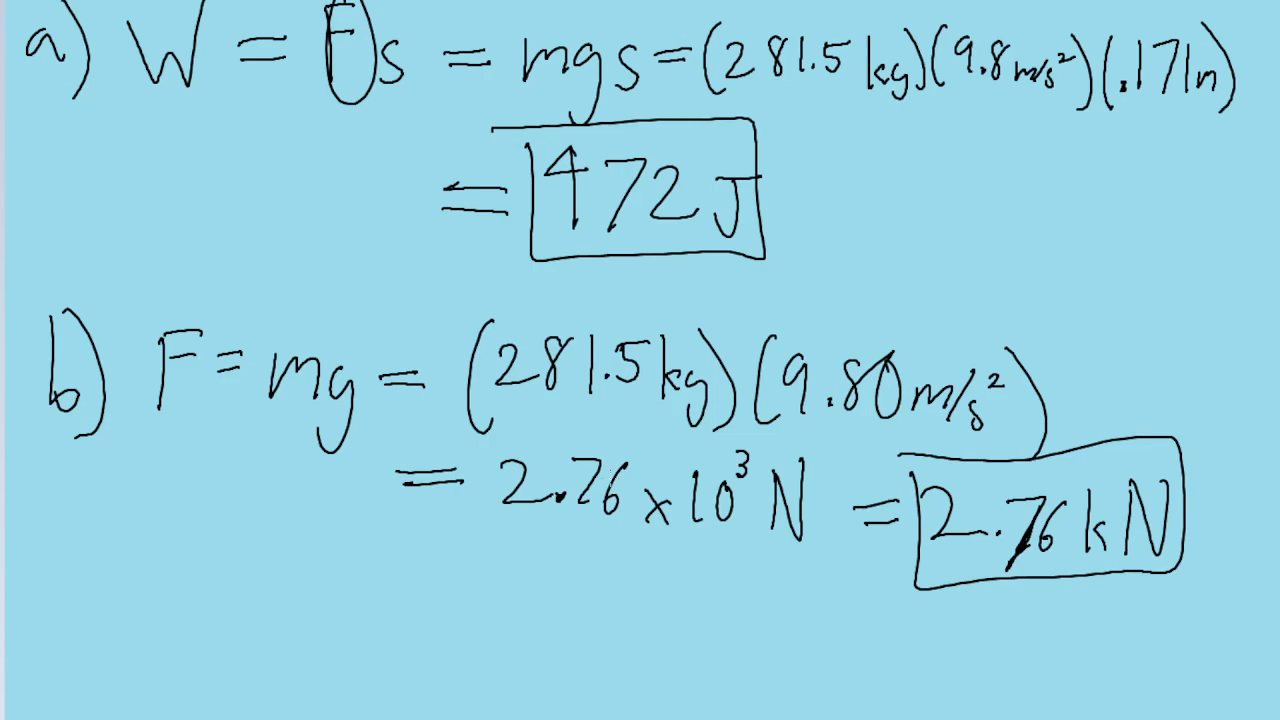 a) W = Fs = mgs = (281.5 kg)(9.8 m/s²)(.171m)
= 472 J
b) F = mg = (281.5 kg)(9.80 m/s²)
= 2.76 x 10³ N = 2.76 kN